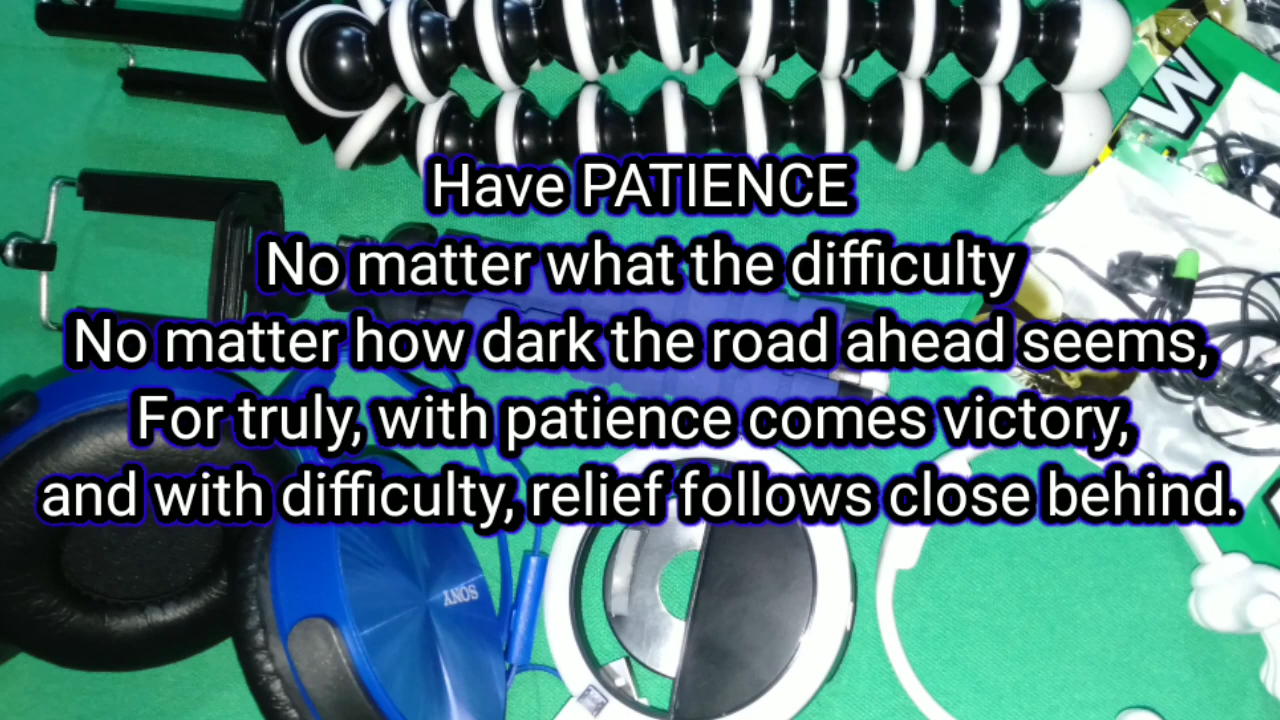 W
Have PATIENCE
No matter what the difficulty
No matter how dark the road ahead seems,
For truly, with patience comes victory,
and with difficulty, relief follows close behind.
SONY